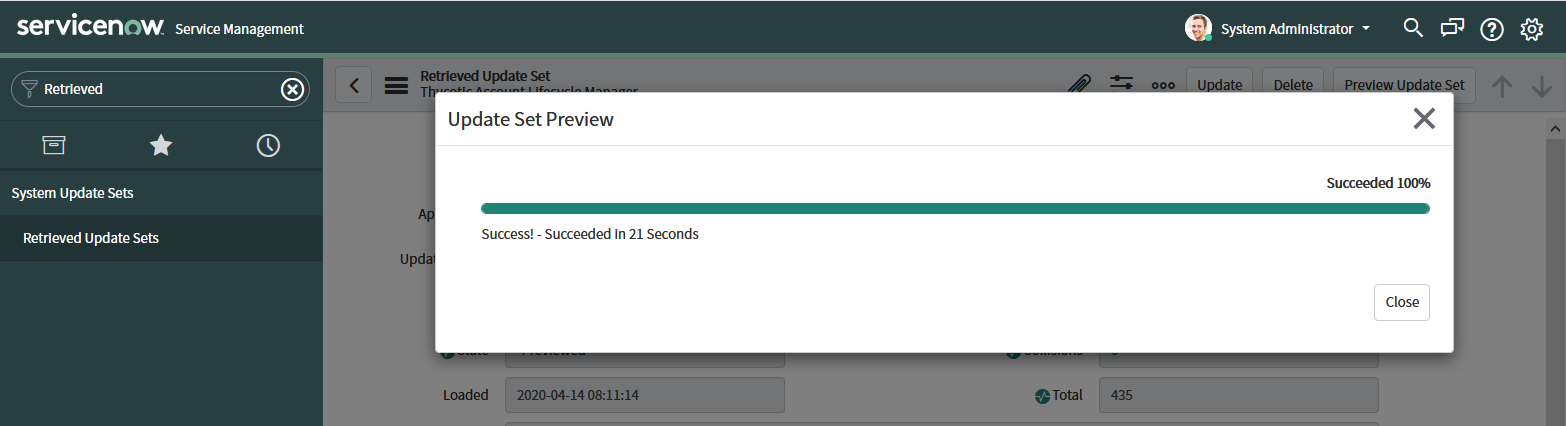 servicenow Service Management
System Administrator
Retrieved
Retrieved Update Set
Thycotic Account Lifecycle Manager
Update
Delete
Preview Update Set
Update Set Preview
Succeeded 100%
Success! - Succeeded in 21 Seconds
Close
System Update Sets
Retrieved Update Sets
Ap
Updat
State
Previewed
Collisions
Loaded
2020-04-14 08:11:14
Total
435